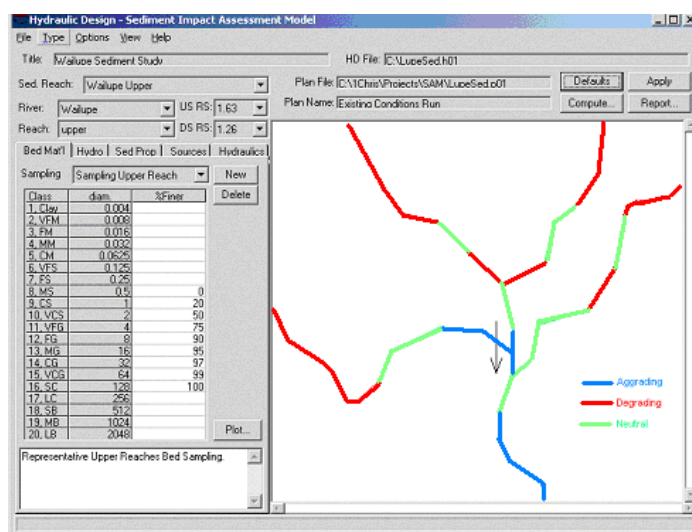 Hydraulic Design - Sediment Impact Assessment Model
File Type Options View Help
Title: Wailupe Sediment Study HD File: C:\LupeSed.h01
Sed. Reach: Wailupe Upper Plan File: C:\1Chris\Projects\SAM\LupeSed.p01 Defaults Apply
River: Wailupe US RS: 1.63 Plan Name: Existing Conditions Run Compute... Report...
Reach: upper DS RS: 1.26
Bed Mat'l Hydro Sed Prop Sources Hydraulics
Sampling Sampling Upper Reach New
Delete
Class diam. %Finer
1, Clay 0.004
2, VFM 0.008
3, FM 0.016
4, MM 0.032
5, CM 0.0625
6, VFS 0.125
7, FS 0.25
8, MS 0.5 0
9, CS 1 20
10, VCS 2 50
11, VFG 4 75
12, FG 8 90
13, MG 16 95
14, CG 32 97
15, VCG 64 99
16, SC 128 100
17, LC 256
18, SB 512
19, MB 1024
20, LB 2048
Plot...
Representative Upper Reaches Bed Sampling.
Aggrading
Degrading
Neutral